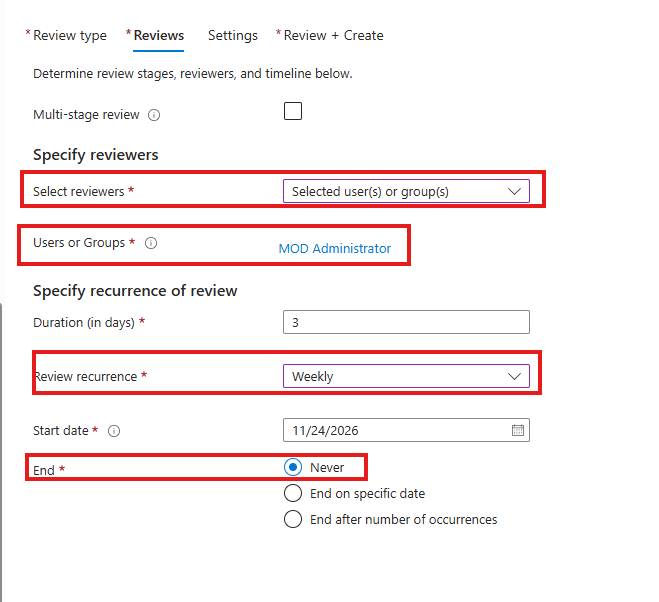 * Review type * Reviews Settings * Review + Create
Determine review stages, reviewers, and timeline below.
Multi-stage review
Specify reviewers
Select reviewers * Selected user(s) or group(s)
Users or Groups * MOD Administrator
Specify recurrence of review
Duration (in days) * 3
Review recurrence * Weekly
Start date * 11/24/2026
End * Never
End on specific date
End after number of occurrences